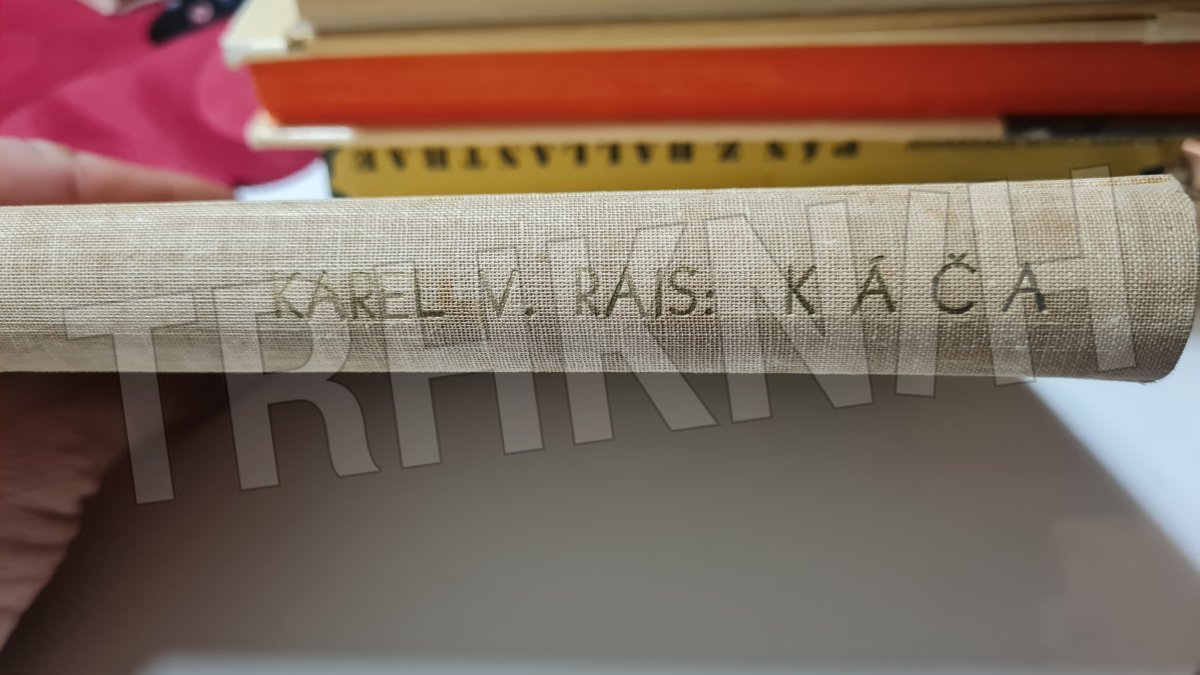 PÁN Z BALLANTRAE
KAREL V. RAIS: KÁČA
TRHKNIH